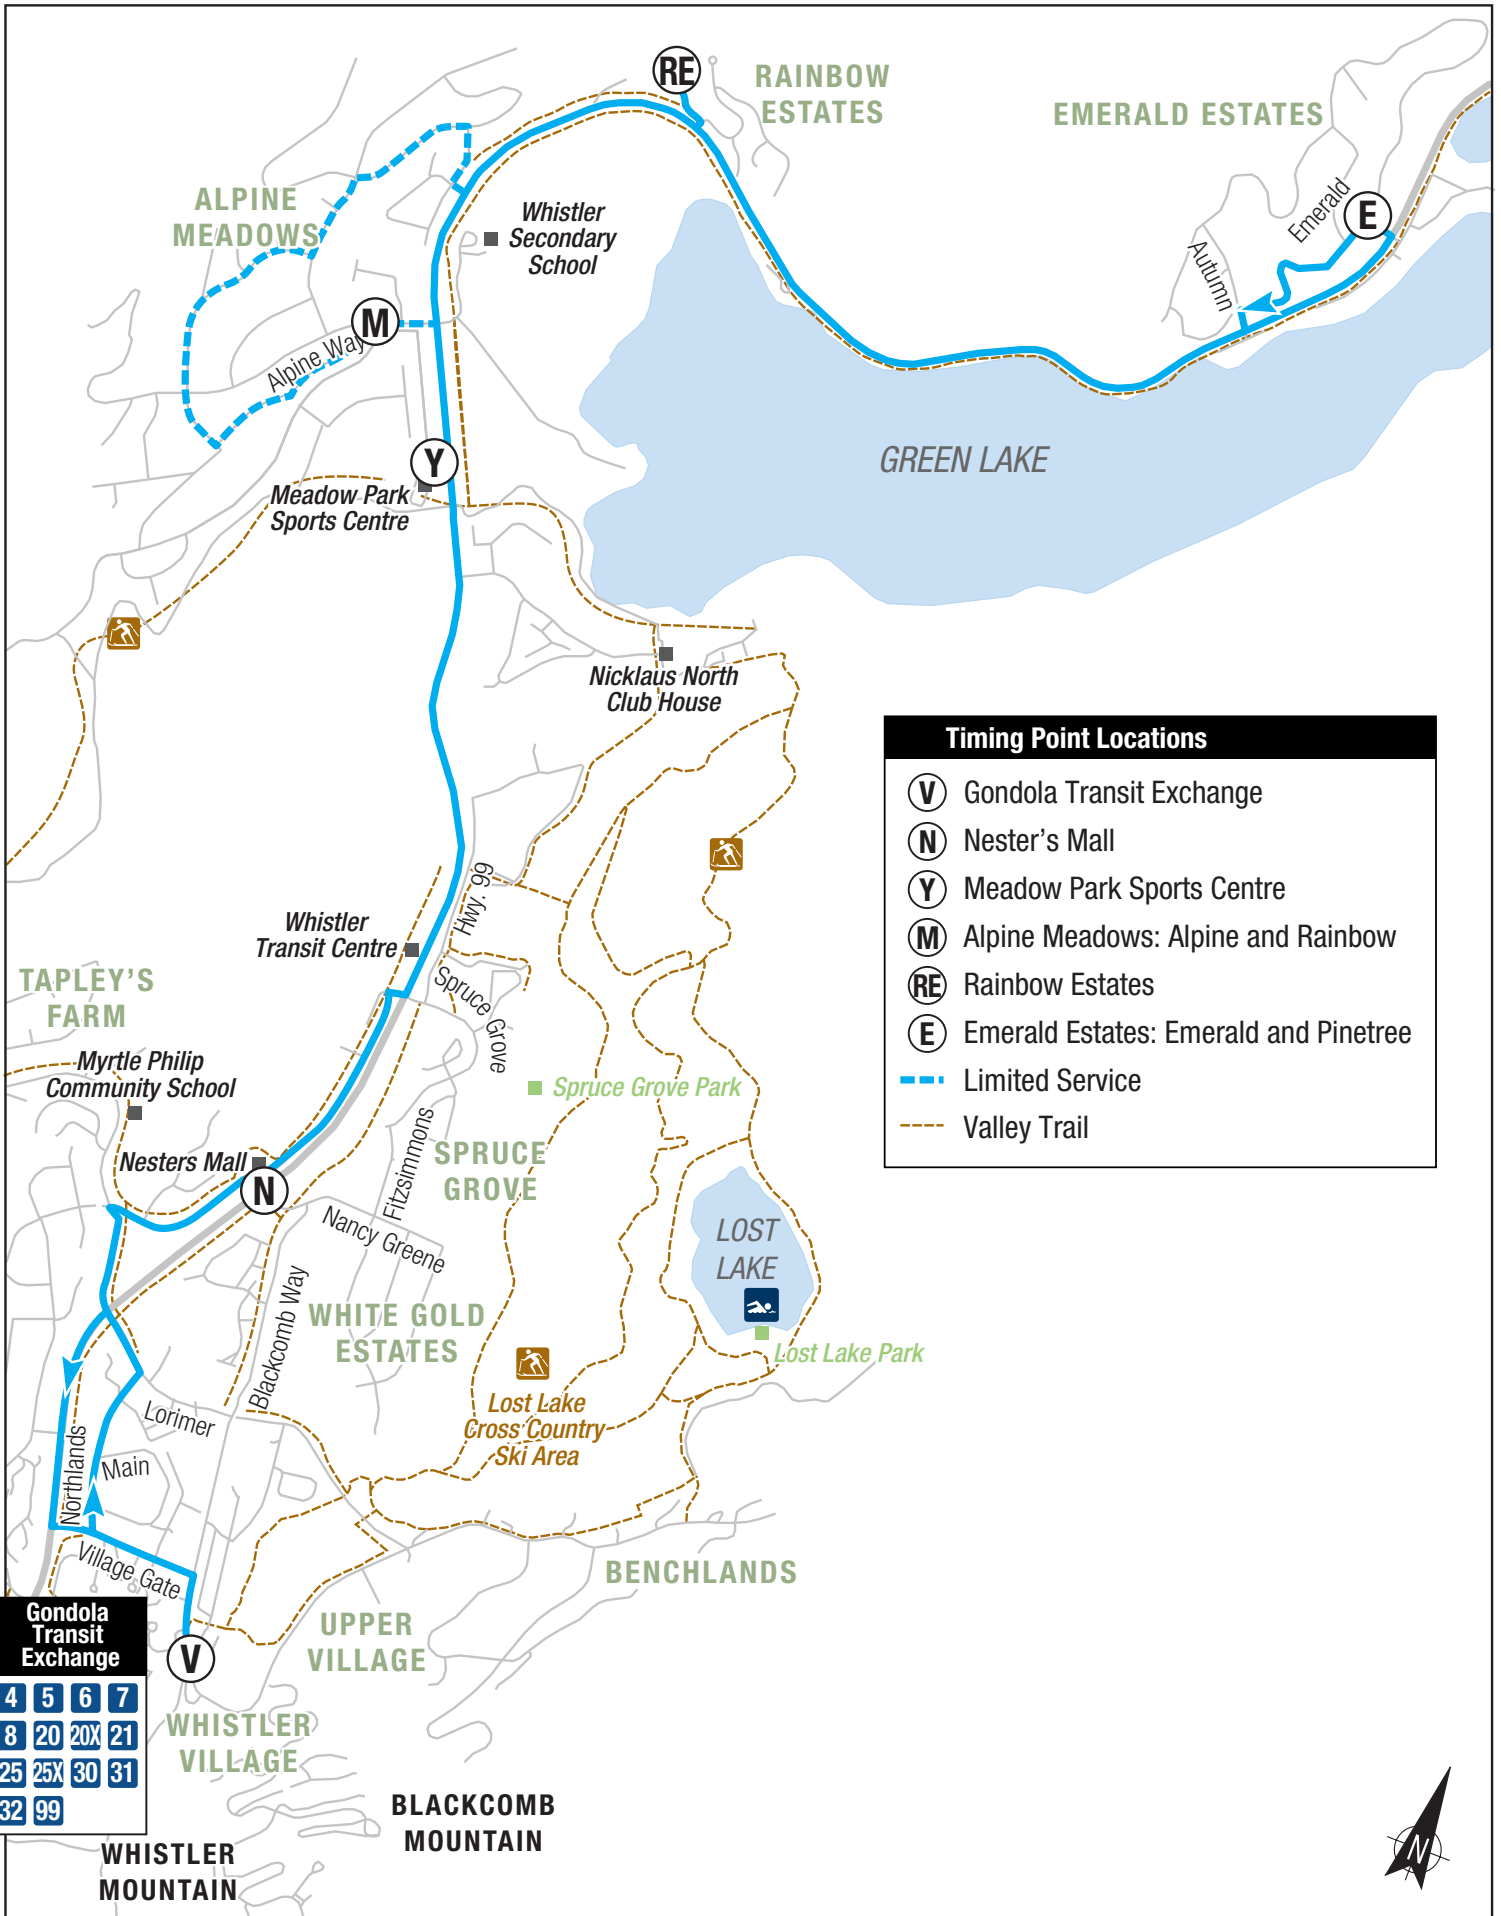 RE
RAINBOW
ESTATES
EMERALD ESTATES
ALPINE
MEADOWS
Whistler
Secondary
School
Emerald
E
Autumn
M
Alpine Way
Y
GREEN LAKE
Meadow Park
Sports Centre
Nicklaus North
Club House
Timing Point Locations
V Gondola Transit Exchange
N Nester's Mall
Y Meadow Park Sports Centre
M Alpine Meadows: Alpine and Rainbow
RE Rainbow Estates
E Emerald Estates: Emerald and Pinetree
Limited Service
Valley Trail
Hwy. 99
Whistler
Transit Centre
Spruce Grove
TAPLEY'S
FARM
Myrtle Philip
Community School
Spruce Grove Park
Fitzsimmons
SPRUCE
GROVE
Nesters Mall
N
Nancy Greene
LOST
LAKE
Blackcomb Way
WHITE GOLD
ESTATES
Lost Lake Park
Lorimer
Lost Lake
Cross Country
Ski Area
Northlands
Main
Village Gate
BENCHLANDS
UPPER
VILLAGE
V
Gondola
Transit
Exchange
4 5 6 7
8 20 20X 21
25 25X 30 31
32 99
WHISTLER
VILLAGE
BLACKCOMB
MOUNTAIN
WHISTLER
MOUNTAIN
N